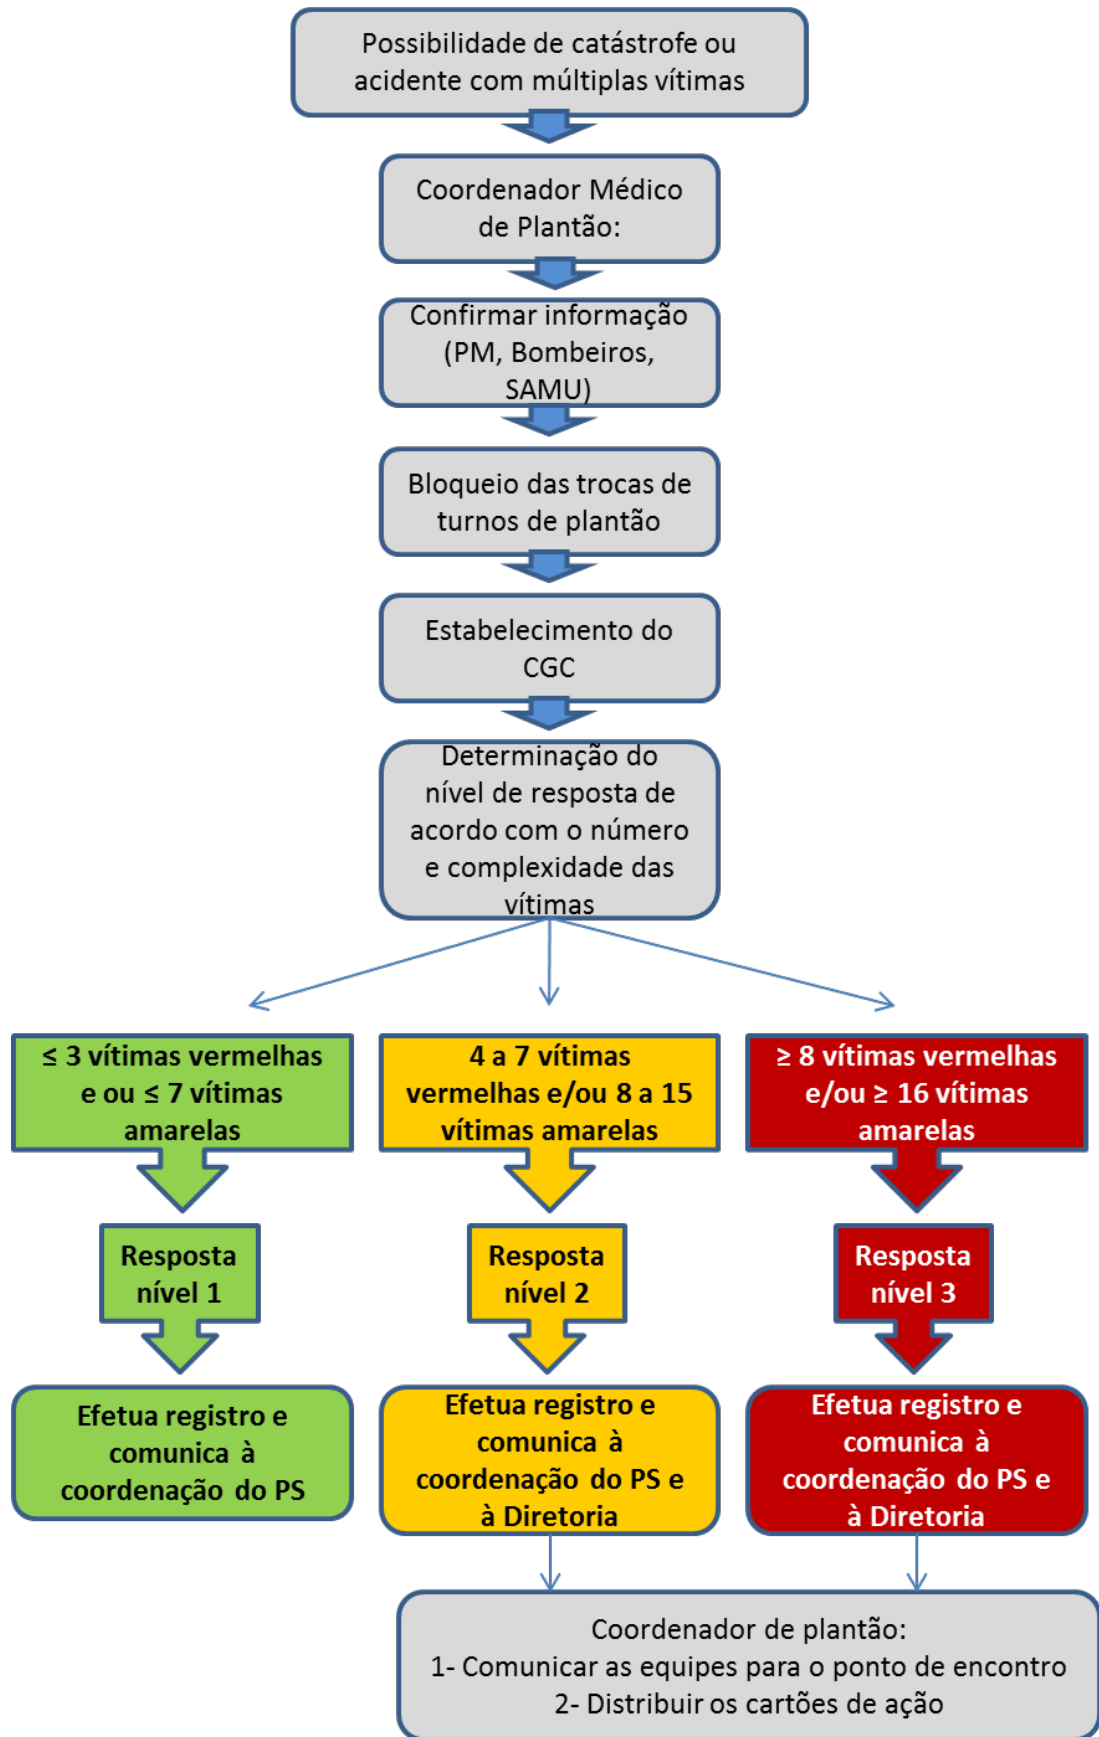 Possibilidade de catástrofe ou
acidente com múltiplas vítimas
Coordenador Médico
de Plantão:
Confirmar informação
(PM, Bombeiros,
SAMU)
Bloqueio das trocas de
turnos de plantão
Estabelecimento do
CGC
Determinação do
nível de resposta de
acordo com o número
e complexidade das
vítimas
≤ 3 vítimas vermelhas
e ou ≤ 7 vítimas
amarelas
4 a 7 vítimas
vermelhas e/ou 8 a 15
vítimas amarelas
≥ 8 vítimas vermelhas
e/ou ≥ 16 vítimas
amarelas
Resposta
nível 1
Resposta
nível 2
Resposta
nível 3
Efetua registro e
comunica à
coordenação do PS
Efetua registro e
comunica à
coordenação do PS e
à Diretoria
Efetua registro e
comunica à
coordenação do PS e
à Diretoria
Coordenador de plantão:
1- Comunicar as equipes para o ponto de encontro
2- Distribuir os cartões de ação